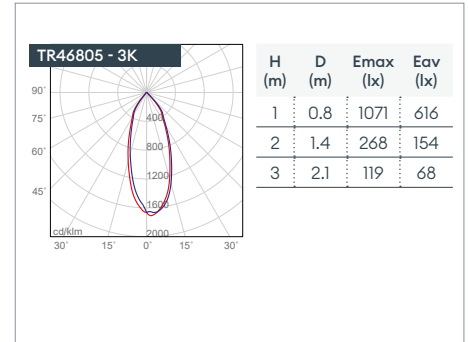 TR46805 - 3K
90˚
75˚
60˚
45˚
400
800
1200
1600
2000
cd/klm
30˚ 15˚ 0˚ 15˚ 30˚
H D Emax Eav
(m) (m) (lx) (lx)
1 0.8 1071 616
2 1.4 268 154
3 2.1 119 68